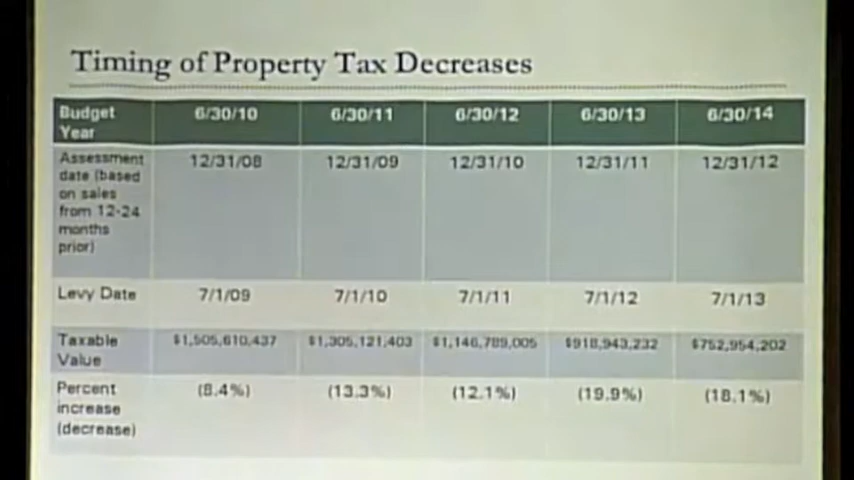 Timing of Property Tax Decreases
Budget Year 6/30/10 6/30/11 6/30/12 6/30/13 6/30/14
Assessment date (based on sales from 12-24 months prior) 12/31/08 12/31/09 12/31/10 12/31/11 12/31/12
Levy Date 7/1/09 7/1/10 7/1/11 7/1/12 7/1/13
Taxable Value $1,505,610,437 $1,305,121,403 $1,146,789,005 $918,943,232 $752,954,202
Percent increase (decrease) (8.4%) (13.3%) (12.1%) (19.9%) (18.1%)